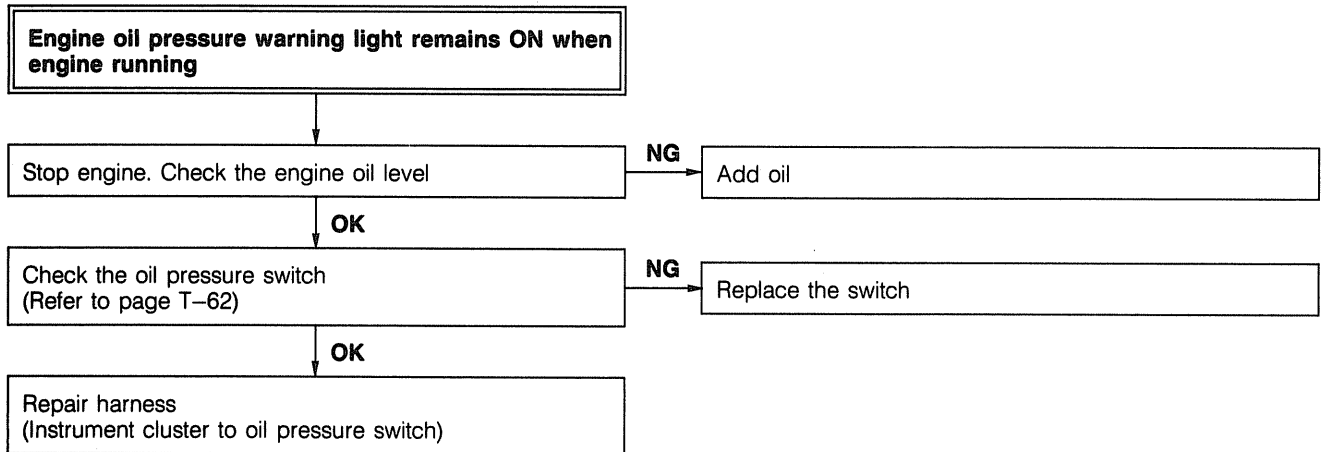 Engine oil pressure warning light remains ON when
engine running
Stop engine. Check the engine oil level
NG
Add oil
OK
Check the oil pressure switch
(Refer to page T–62)
NG
Replace the switch
OK
Repair harness
(Instrument cluster to oil pressure switch)